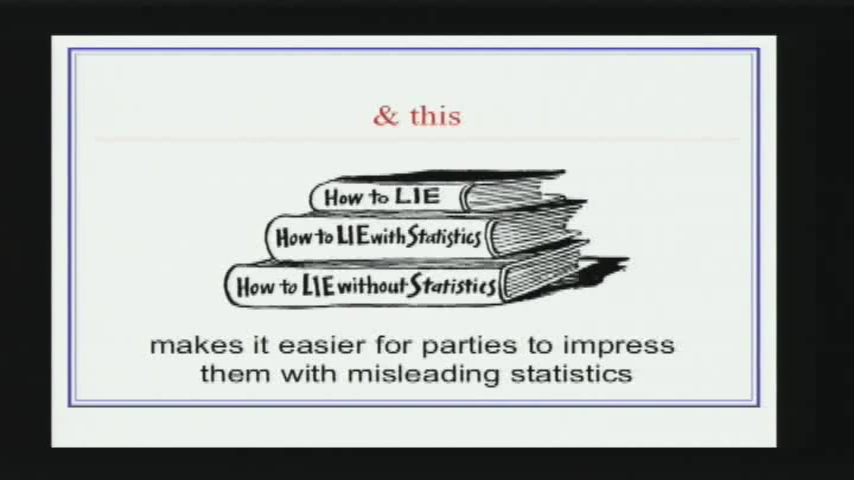 & this
How to LIE
How to LIE with Statistics
How to LIE without Statistics
makes it easier for parties to impress
them with misleading statistics